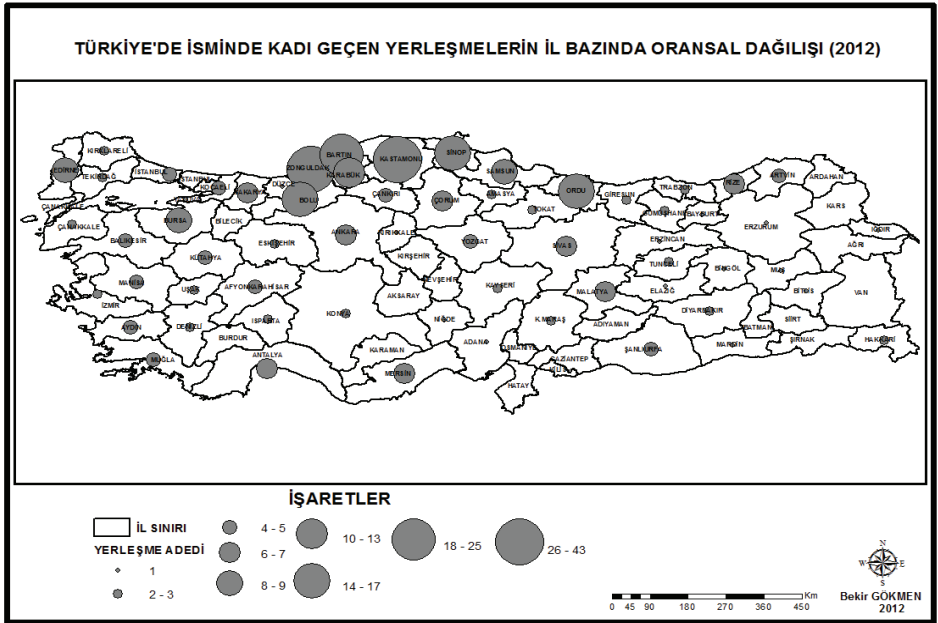 TÜRKİYE'DE İSMİNDE KADI GEÇEN YERLEŞMELERİN İL BAZINDA ORANSAL DAĞILIŞI (2012)
KIRLARELİ
EDİRNE
TEKİRDAĞ
İSTANBUL
İSTANBUL
KOCAELİ
SAKARYA
DÜZCE
ZONGULDAK
BARTIN
KARABÜK
KASTAMONU
SİNOP
SAMSUN
BOLU
ÇANKIRI
ÇORUM
AMASYA
TOKAT
ORDU
GİRESUN
TRABZON
RİZE
ARTVİN
ARDAHAN
KARS
GÜMÜŞHANE
BAYBURT
ERZURUM
IĞDIR
AĞRI
ÇANAKKALE
ÇANAKKALE
BURSA
BİLECİK
BALIKESİR
ESKİŞEHİR
ANKARA
KIRIKKALE
YOZGAT
SİVAS
ERZİNCAN
TUNCELİ
BİNGÖL
MUŞ
KÜTAHYA
KIRŞEHİR
NEVŞEHİR
KAYSERİ
MALATYA
ELAZIĞ
BİTLİS
VAN
MANİSA
UŞAK
AFYONKARAHİSAR
AKSARAY
İZMİR
ISPARTA
KONYA
NİĞDE
K.MARAŞ
ADIYAMAN
DİYARBAKIR
BATMAN
SİİRT
AYDIN
DENİZLİ
BURDUR
ADANA
OSMANİYE
GAZİANTEP
ŞANLIURFA
MARDİN
ŞIRNAK
HAKKARİ
MUĞLA
ANTALYA
KARAMAN
MERSİN
KİLİS
HATAY
İŞARETLER
İL SINIRI
YERLEŞME ADEDİ
1
2 - 3
4 - 5
6 - 7
8 - 9
10 - 13
14 - 17
18 - 25
26 - 43
N
W
E
S
0 45 90 180 270 360 450
Km
Bekir GÖKMEN
2012